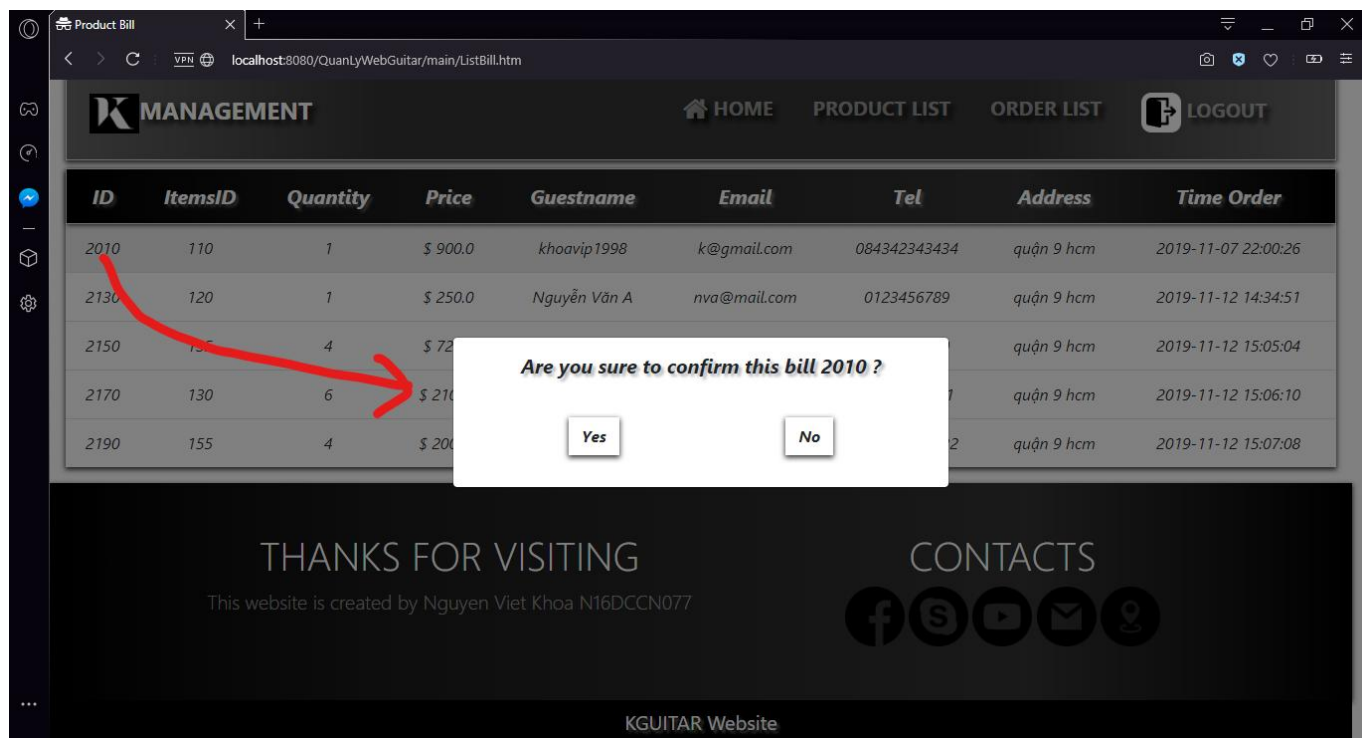 Product Bill
VPN localhost:8080/QuanLyWebGuitar/main/ListBill.htm
K MANAGEMENT HOME PRODUCT LIST ORDER LIST LOGOUT
ID ItemsID Quantity Price Guestname Email Tel Address Time Order
2010 110 1 $ 900.0 khoavip1998 k@gmail.com 084342343434 quận 9 hcm 2019-11-07 22:00:26
2130 120 1 $ 250.0 Nguyễn Văn A nva@mail.com 0123456789 quận 9 hcm 2019-11-12 14:34:51
2150 4 quận 9 hcm 2019-11-12 15:05:04
2170 130 6 quận 9 hcm 2019-11-12 15:06:10
2190 155 4 quận 9 hcm 2019-11-12 15:07:08
Are you sure to confirm this bill 2010 ?
Yes No
THANKS FOR VISITING
This website is created by Nguyen Viet Khoa N16DCCN077
CONTACTS
KGUITAR Website